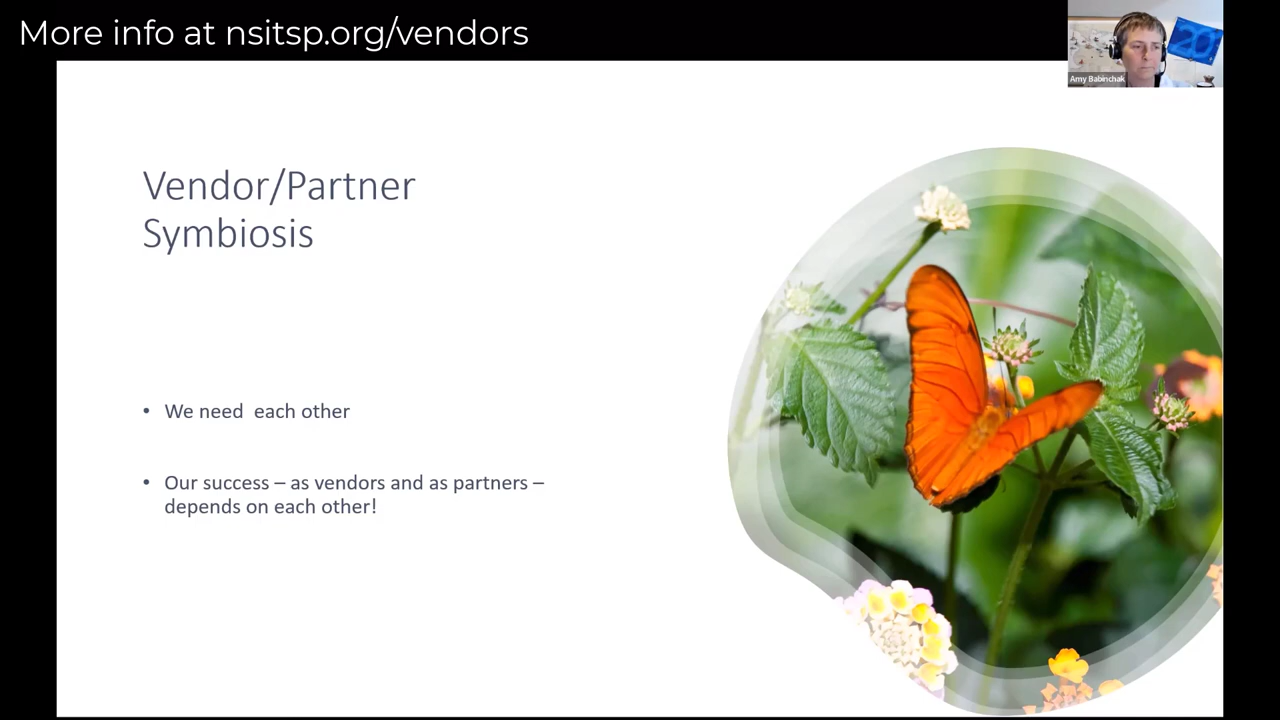 More info at nsitsp.org/vendors
20
Amy Babinchak
Vendor/Partner
Symbiosis
• We need  each other
• Our success – as vendors and as partners –
depends on each other!